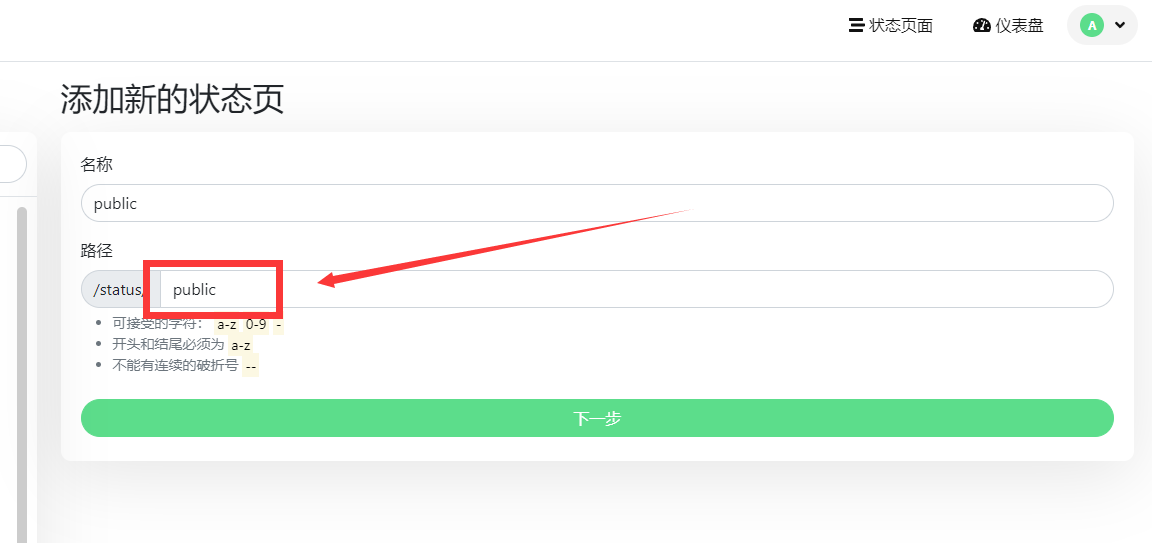 状态页面 仪表盘 A
添加新的状态页
名称
public
路径
/status/ public
可接受的字符： a-z 0-9 -
开头和结尾必须为 a-z
不能有连续的破折号 --
下一步